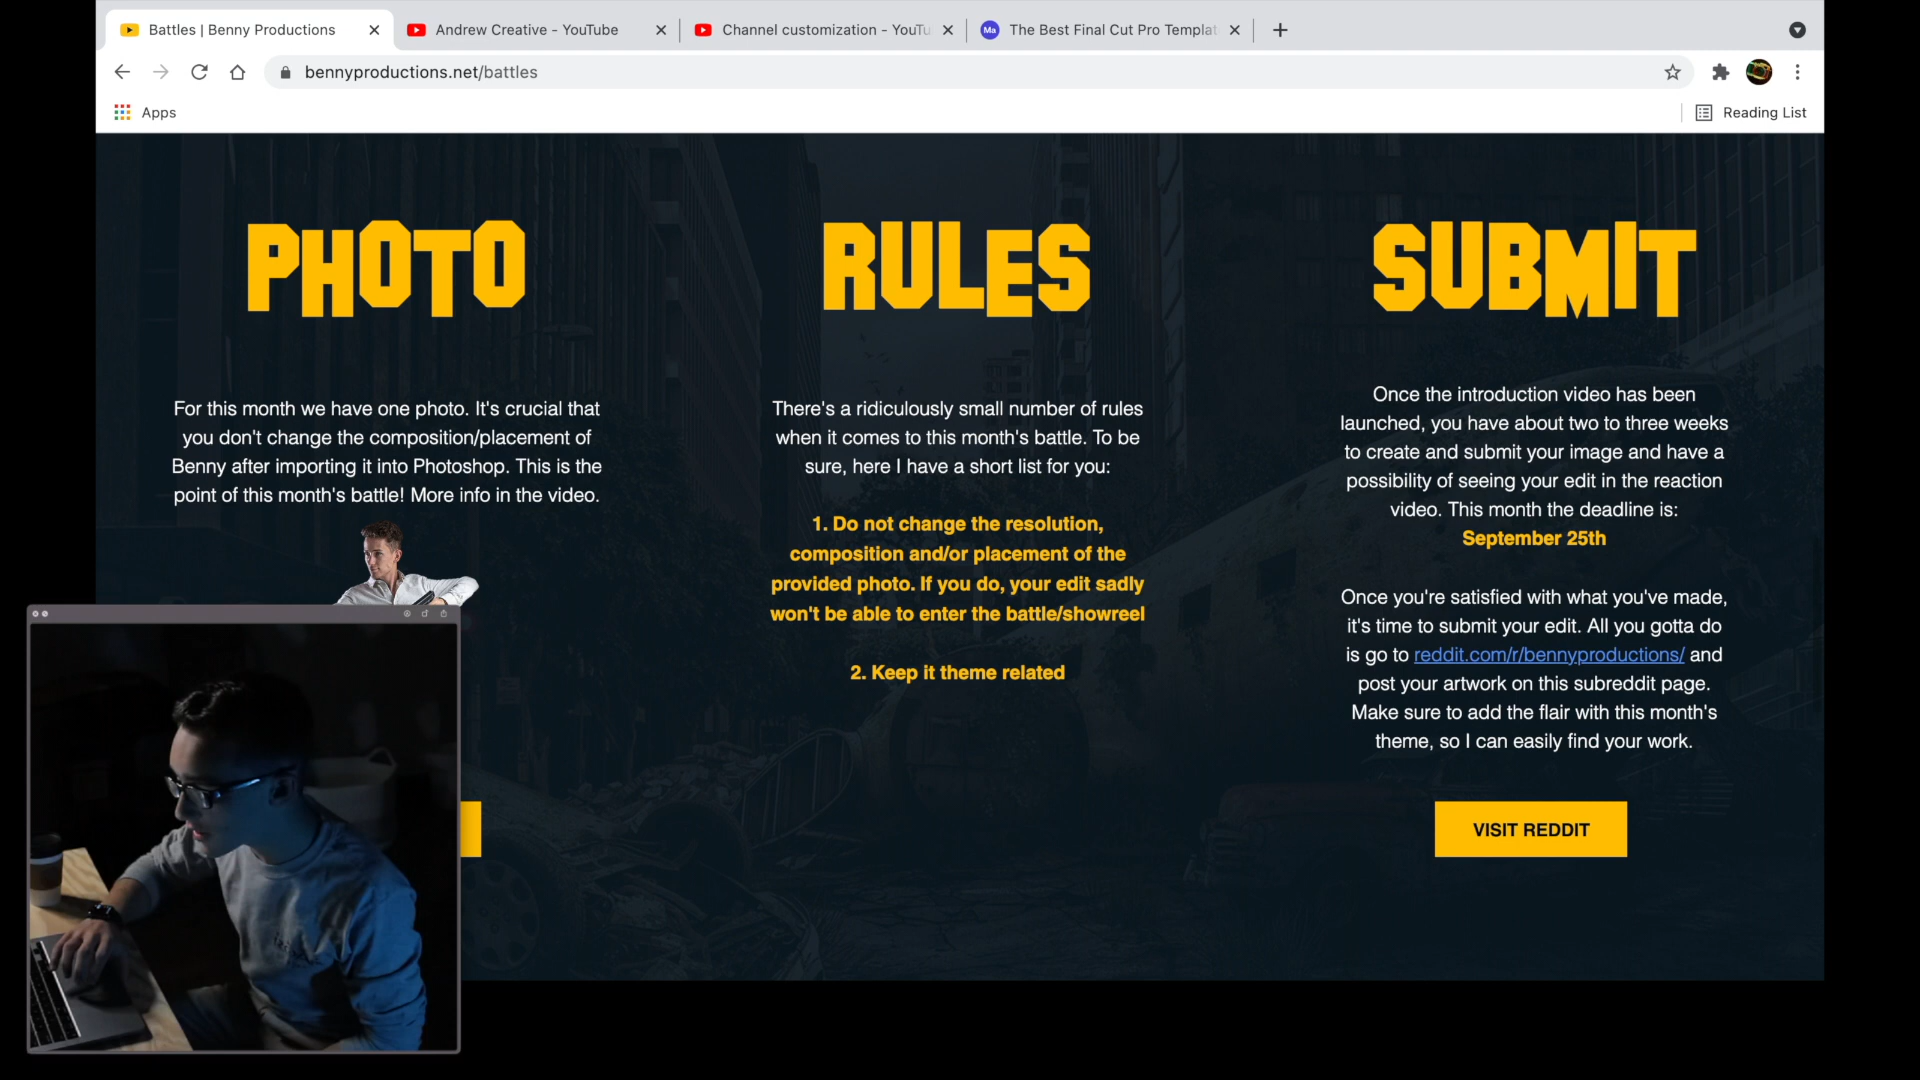 Battles | Benny Productions
Andrew Creative - YouTube
Channel customization - YouTu
Ma
The Best Final Cut Pro Templat
bennyproductions.net/battles
Apps
Reading List
PHOTO
For this month we have one photo. It's crucial that
you don't change the composition/placement of
Benny after importing it into Photoshop. This is the
point of this month's battle! More info in the video.
RULES
There's a ridiculously small number of rules
when it comes to this month's battle. To be
sure, here I have a short list for you:
1. Do not change the resolution,
composition and/or placement of the
provided photo. If you do, your edit sadly
won't be able to enter the battle/showreel
2. Keep it theme related
SUBMIT
Once the introduction video has been
launched, you have about two to three weeks
to create and submit your image and have a
possibility of seeing your edit in the reaction
video. This month the deadline is:
September 25th
Once you're satisfied with what you've made,
it's time to submit your edit. All you gotta do
is go to reddit.com/r/bennyproductions/ and
post your artwork on this subreddit page.
Make sure to add the flair with this month's
theme, so I can easily find your work.
VISIT REDDIT